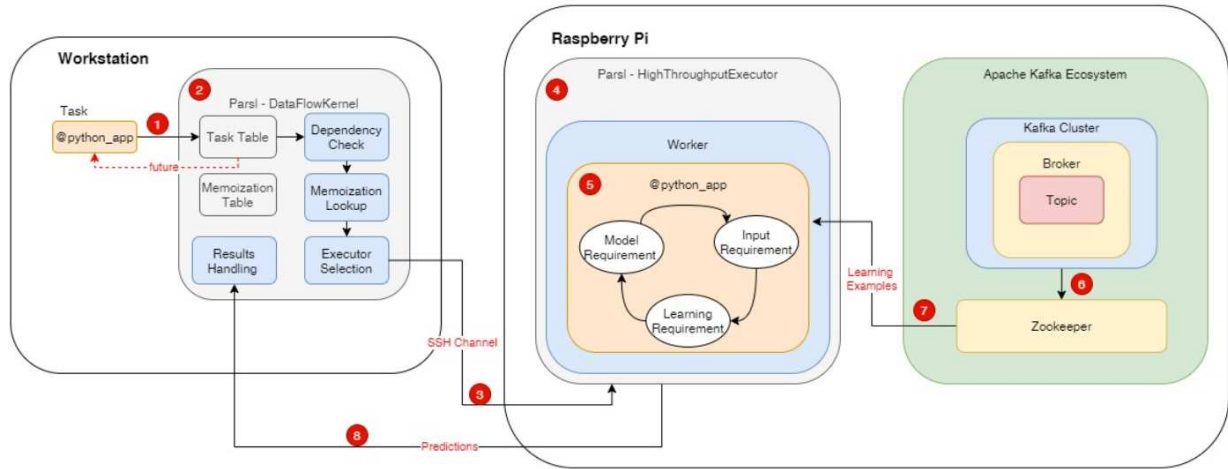 Workstation
Task
@python_app
1
future
2
Parsl - DataFlowKernel
Task Table
Dependency
Check
Memoization
Table
Memoization
Lookup
Results
Handling
Executor
Selection
SSH Channel
3
8
Predictions
Raspberry Pi
4
Parsl - HighThroughputExecutor
Worker
5
@python_app
Model
Requirement
Input
Requirement
Learning
Requirement
Learning
Examples
Apache Kafka Ecosystem
Kafka Cluster
Broker
Topic
6
7
Zookeeper